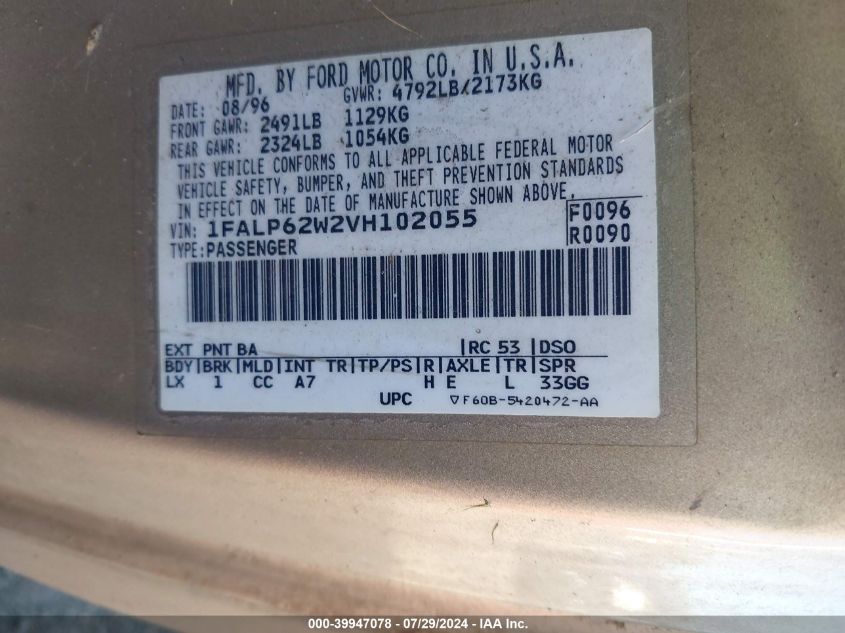 MFD. BY FORD MOTOR CO. IN U.S.A.
DATE: 08/96 GVWR: 4792LB/2173KG
FRONT GAWR: 2491LB 1129KG
REAR GAWR: 2324LB 1054KG
THIS VEHICLE CONFORMS TO ALL APPLICABLE FEDERAL MOTOR
VEHICLE SAFETY, BUMPER, AND THEFT PREVENTION STANDARDS
IN EFFECT ON THE DATE OF MANUFACTURE SHOWN ABOVE.
VIN: 1FALP62W2VH102055 F0096
TYPE: PASSENGER R0090
EXT PNT BA |RC 53 |DSO
BDY|BRK|MLD|INT TR|TP/PS|R|AXLE|TR|SPR
LX 1 CC A7 H E L 33GG
UPC ▽F60B-5420472-AA
000-39947078 - 07/29/2024 - IAA Inc.